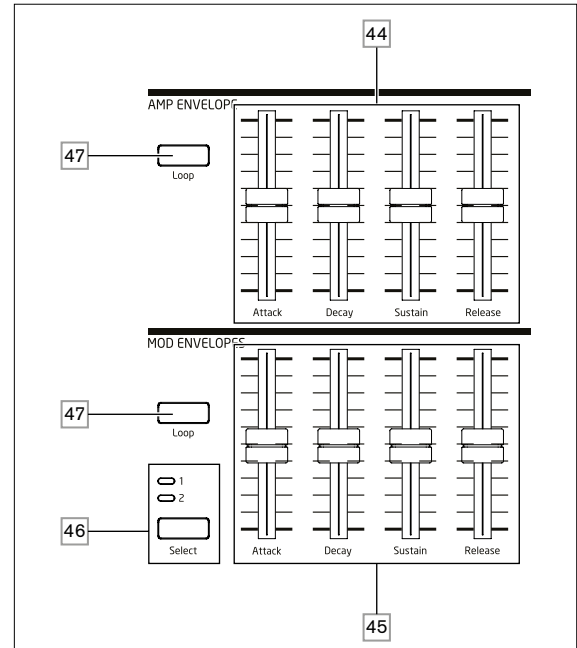 44
AMP ENVELOPE
47
Loop
Attack Decay Sustain Release
MOD ENVELOPES
47
Loop
1
2
46
Select
Attack Decay Sustain Release
45